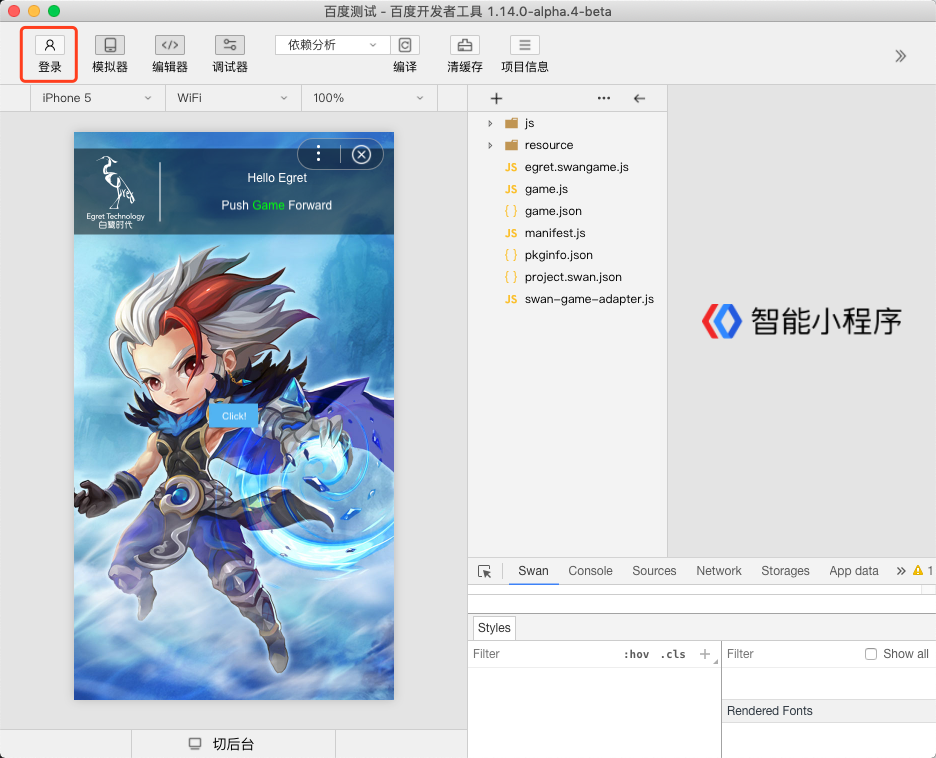 百度测试 - 百度开发者工具 1.14.0-alpha.4-beta
登录 模拟器 编辑器 调试器 依赖分析 编译 清缓存 项目信息
iPhone 5 WiFi 100%
Hello Egret
Push Game Forward
Egret Technology
白鹭时代
Click!
切后台
js
resource
JS egret.swangame.js
JS game.js
{ } game.json
JS manifest.js
{ } pkginfo.json
{ } project.swan.json
JS swan-game-adapter.js
智能小程序
Swan Console Sources Network Storages App data 1
Styles
Filter :hov .cls
Filter Show all
Rendered Fonts